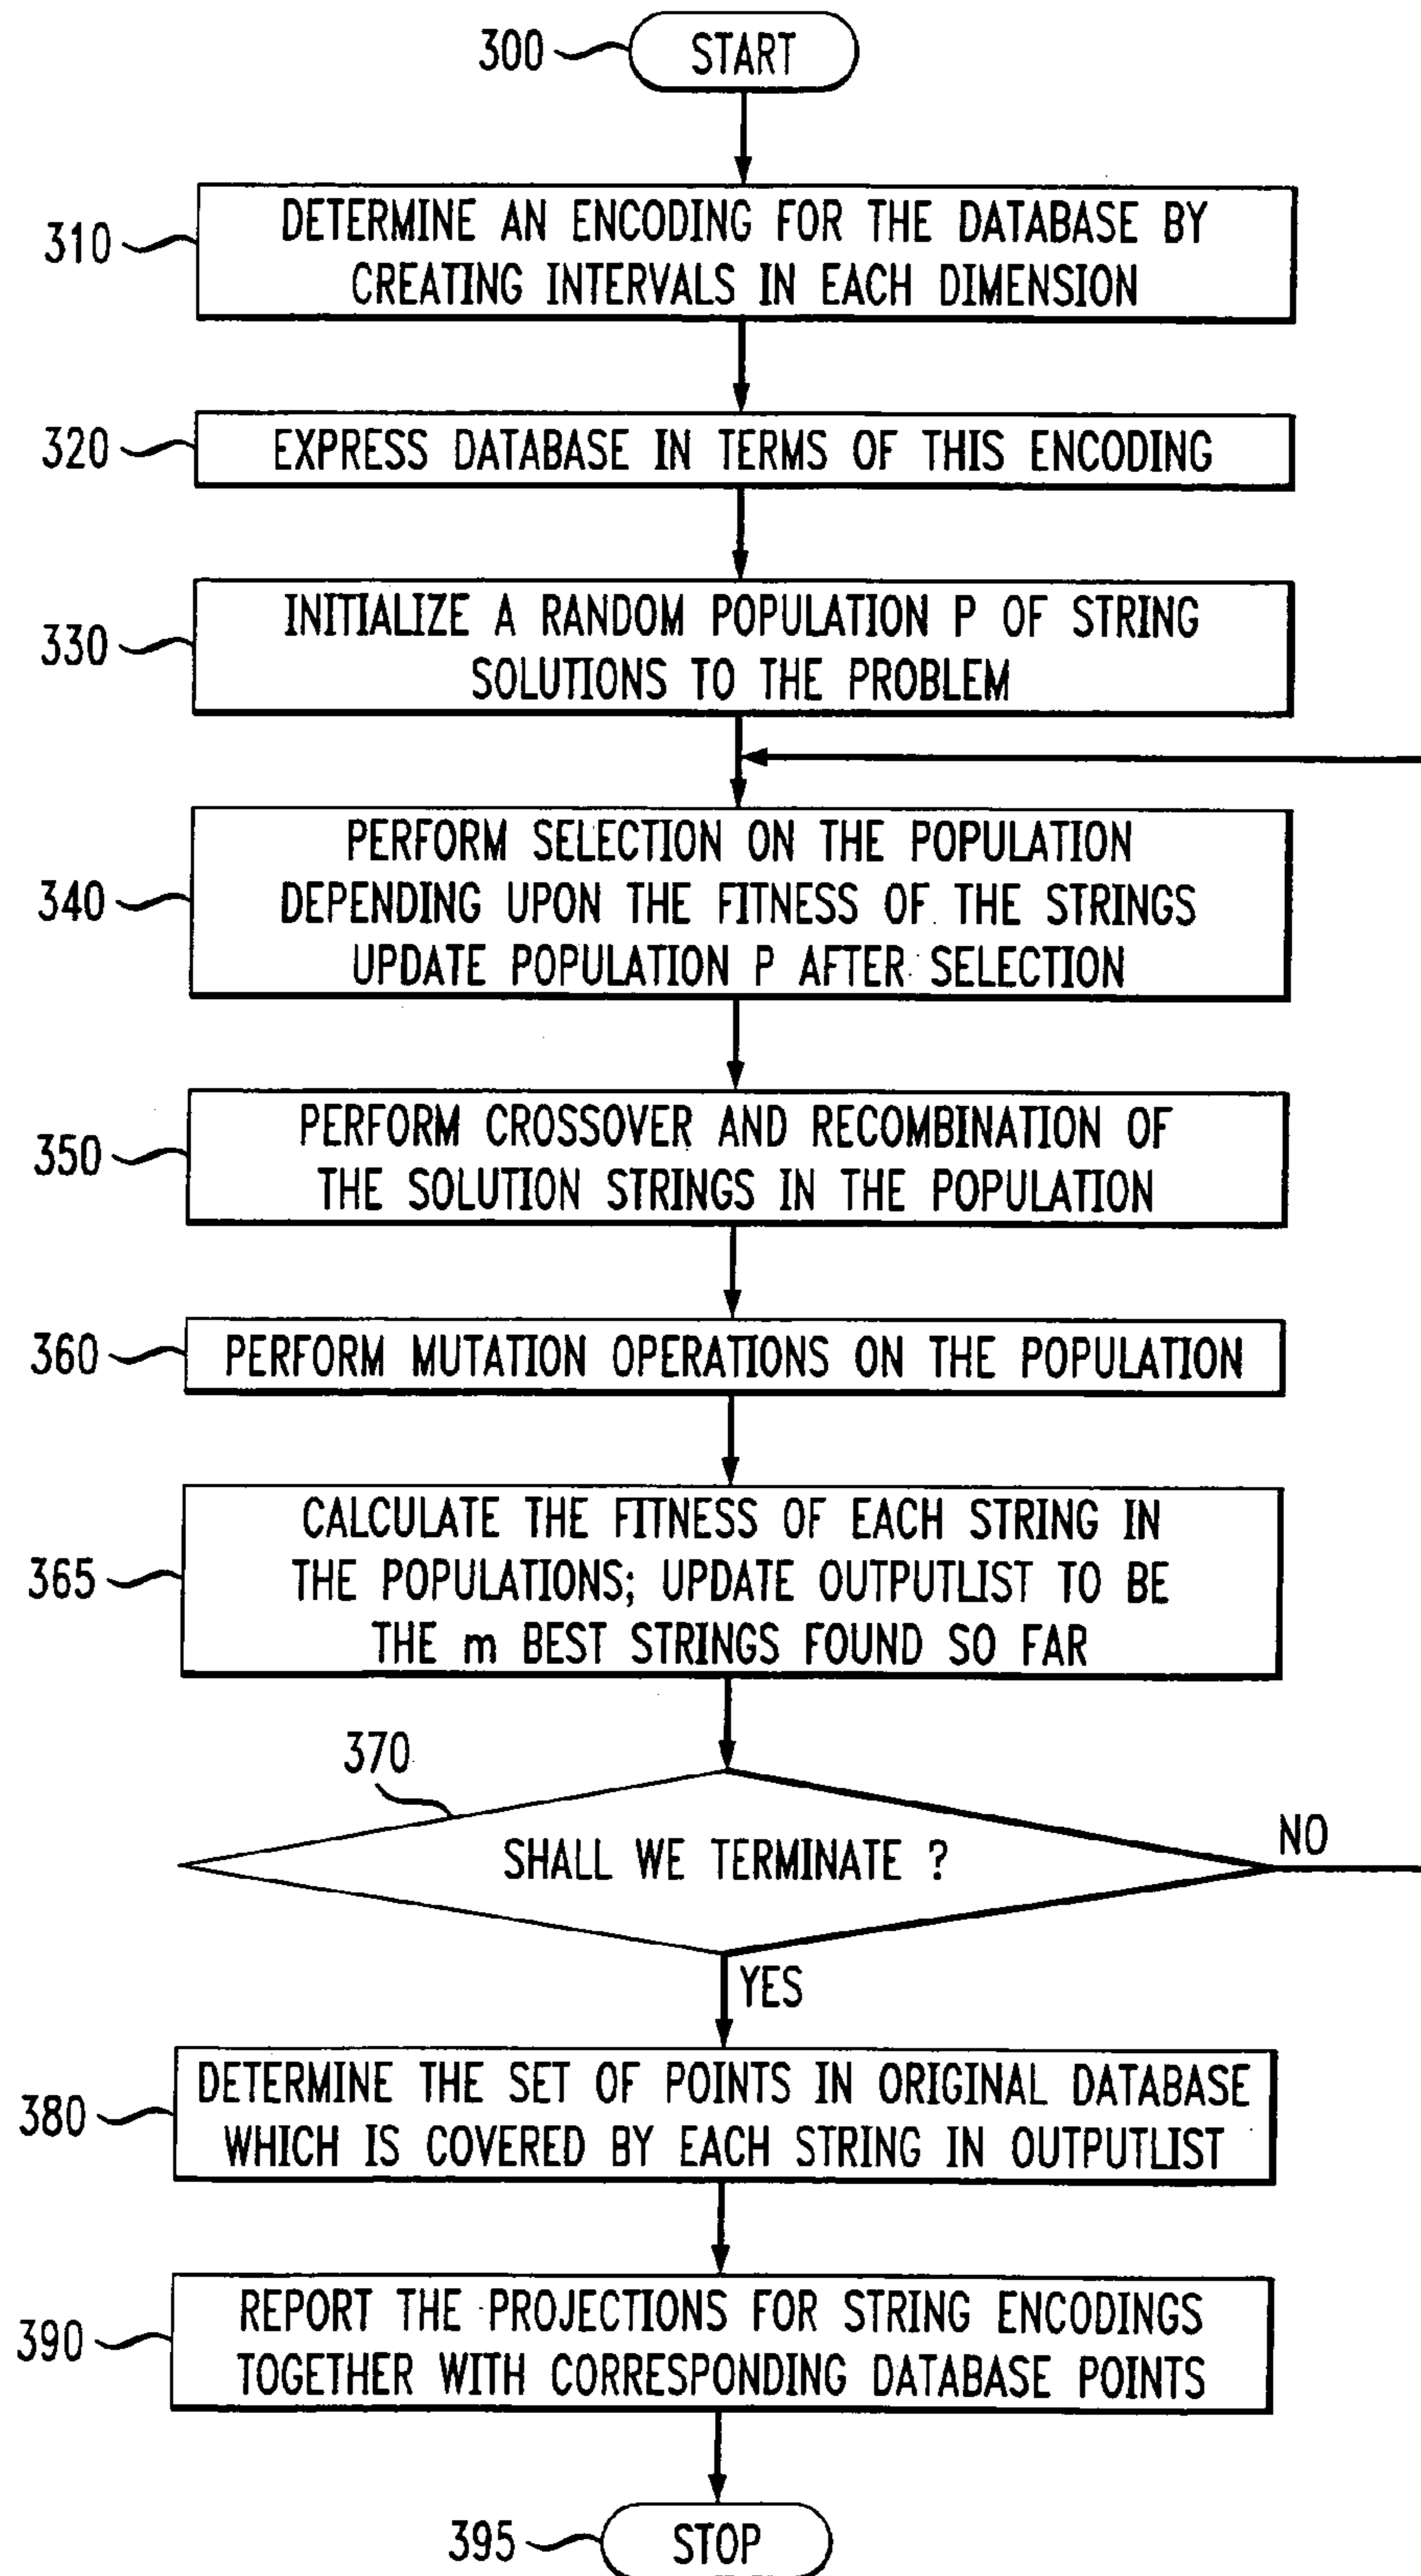 300
START
310
DETERMINE AN ENCODING FOR THE DATABASE BY
CREATING INTERVALS IN EACH DIMENSION
320
EXPRESS DATABASE IN TERMS OF THIS ENCODING
330
INITIALIZE A RANDOM POPULATION P OF STRING
SOLUTIONS TO THE PROBLEM
340
PERFORM SELECTION ON THE POPULATION
DEPENDING UPON THE FITNESS OF THE STRINGS
UPDATE POPULATION P AFTER SELECTION
350
PERFORM CROSSOVER AND RECOMBINATION OF
THE SOLUTION STRINGS IN THE POPULATION
360
PERFORM MUTATION OPERATIONS ON THE POPULATION
365
CALCULATE THE FITNESS OF EACH STRING IN
THE POPULATIONS; UPDATE OUTPUTLIST TO BE
THE m BEST STRINGS FOUND SO FAR
370
SHALL WE TERMINATE ?
NO
YES
380
DETERMINE THE SET OF POINTS IN ORIGINAL DATABASE
WHICH IS COVERED BY EACH STRING IN OUTPUTLIST
390
REPORT THE PROJECTIONS FOR STRING ENCODINGS
TOGETHER WITH CORRESPONDING DATABASE POINTS
395
STOP